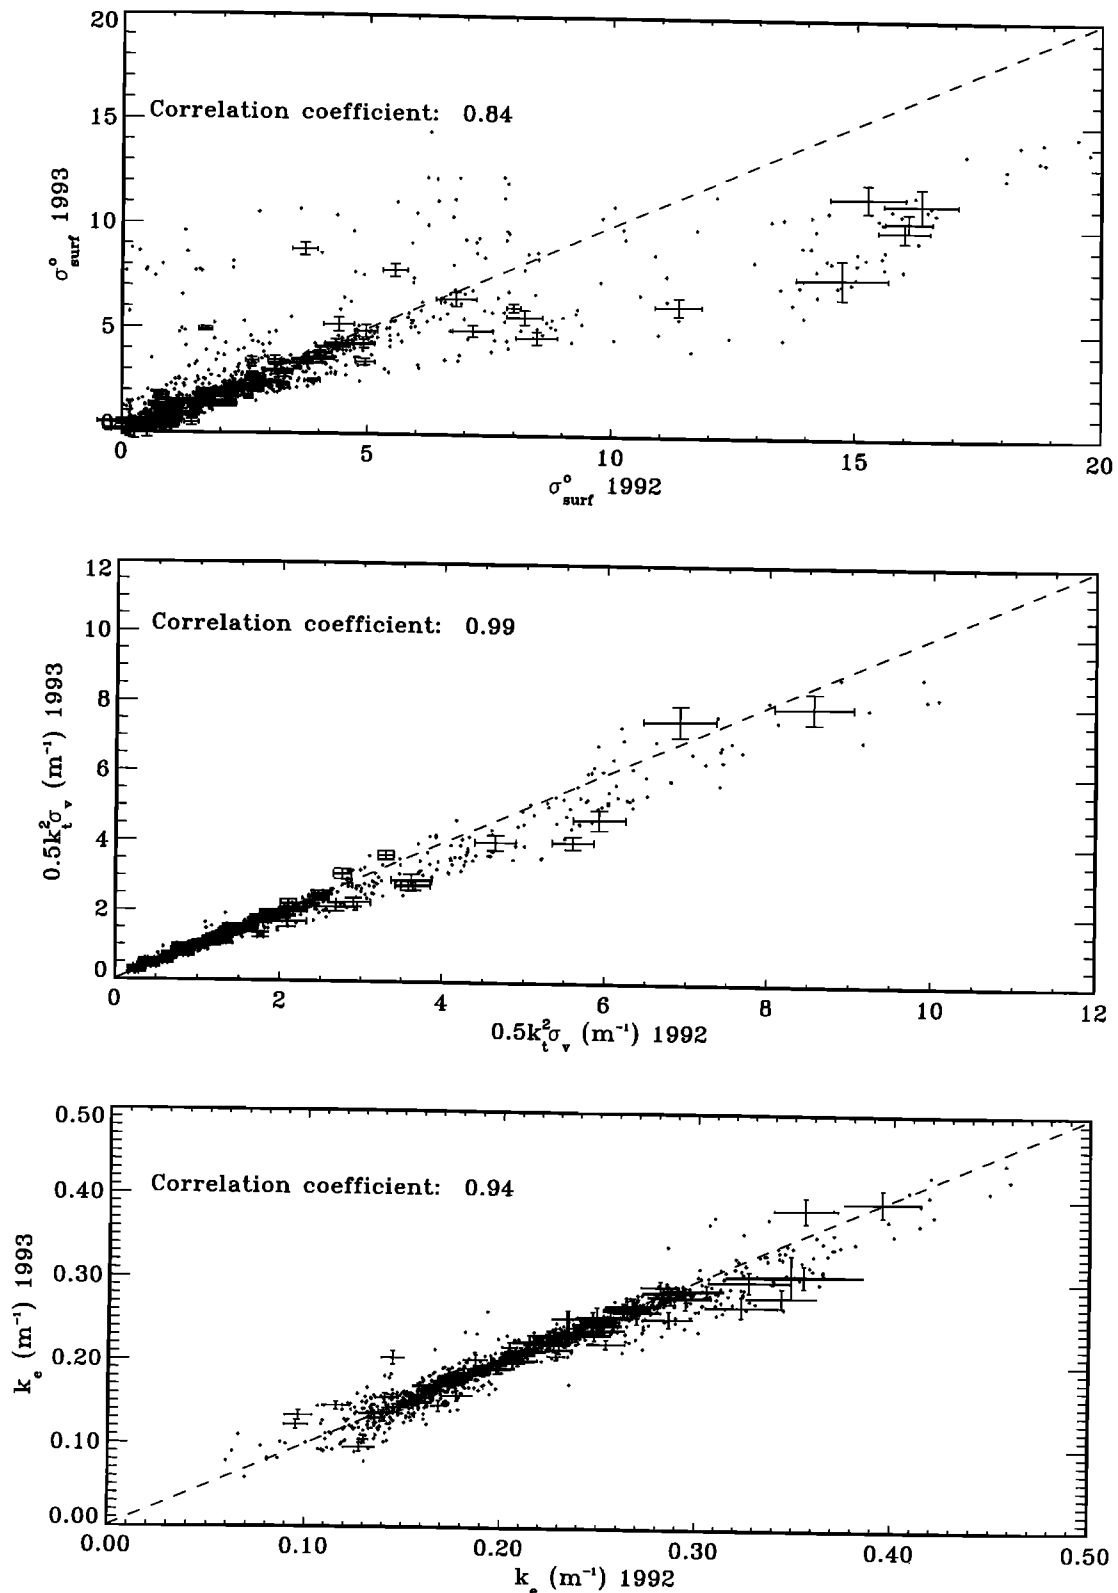 20
15
10
5
0
Correlation coefficient: 0.84
σ°surf 1993
0 5 10 15 20
σ°surf 1992
12
10
8
6
4
2
0
Correlation coefficient: 0.99
0.5k²tσv (m⁻¹) 1993
0 2 4 6 8 10 12
0.5k²tσv (m⁻¹) 1992
0.50
0.40
0.30
0.20
0.10
0.00
Correlation coefficient: 0.94
ke (m⁻¹) 1993
0.00 0.10 0.20 0.30 0.40 0.50
ke (m⁻¹) 1992